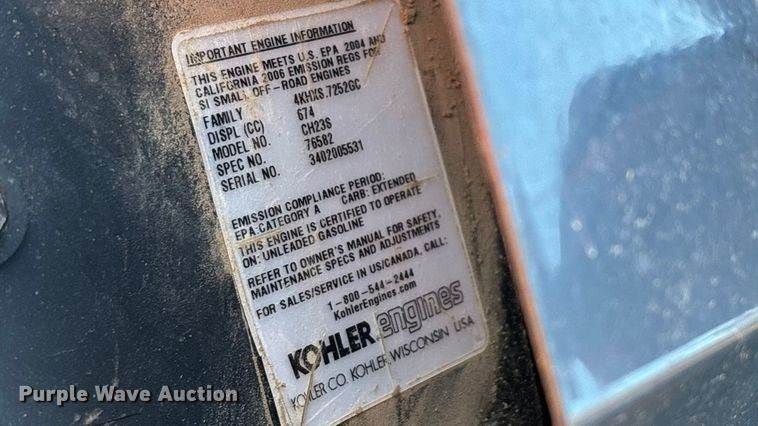 IMPORTANT ENGINE INFORMATION
THIS ENGINE MEETS U.S. EPA 2004 AND
CALIFORNIA 2006 EMISSION REGS FOR
SI SMALL OFF-ROAD ENGINES
FAMILY 4KHXS.7252GC
DISPL (CC) 674
MODEL NO. CH23S
SPEC NO. 76582
SERIAL NO. 3402005531
EMISSION COMPLIANCE PERIOD:
EPA: CATEGORY A CARB: EXTENDED
THIS ENGINE IS CERTIFIED TO OPERATE
ON: UNLEADED GASOLINE
REFER TO OWNER'S MANUAL FOR SAFETY,
MAINTENANCE SPECS AND ADJUSTMENTS
FOR SALES/SERVICE IN US/CANADA, CALL:
1-800-544-2444
KohlerEngines.com
KOHLER engines
KOHLER CO. KOHLER, WISCONSIN USA
Purple Wave Auction